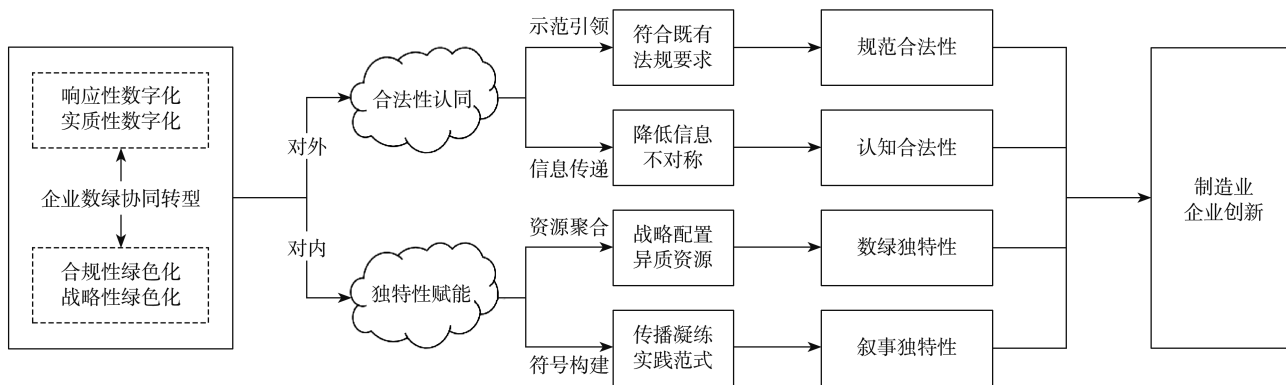 响应性数字化
实质性数字化
企业数绿协同转型
合规性绿色化
战略性绿色化
对外
对内
合法性认同
独特性赋能
示范引领
信息传递
资源聚合
符号构建
符合既有
法规要求
降低信息
不对称
战略配置
异质资源
传播凝练
实践范式
规范合法性
认知合法性
数绿独特性
叙事独特性
制造业
企业创新